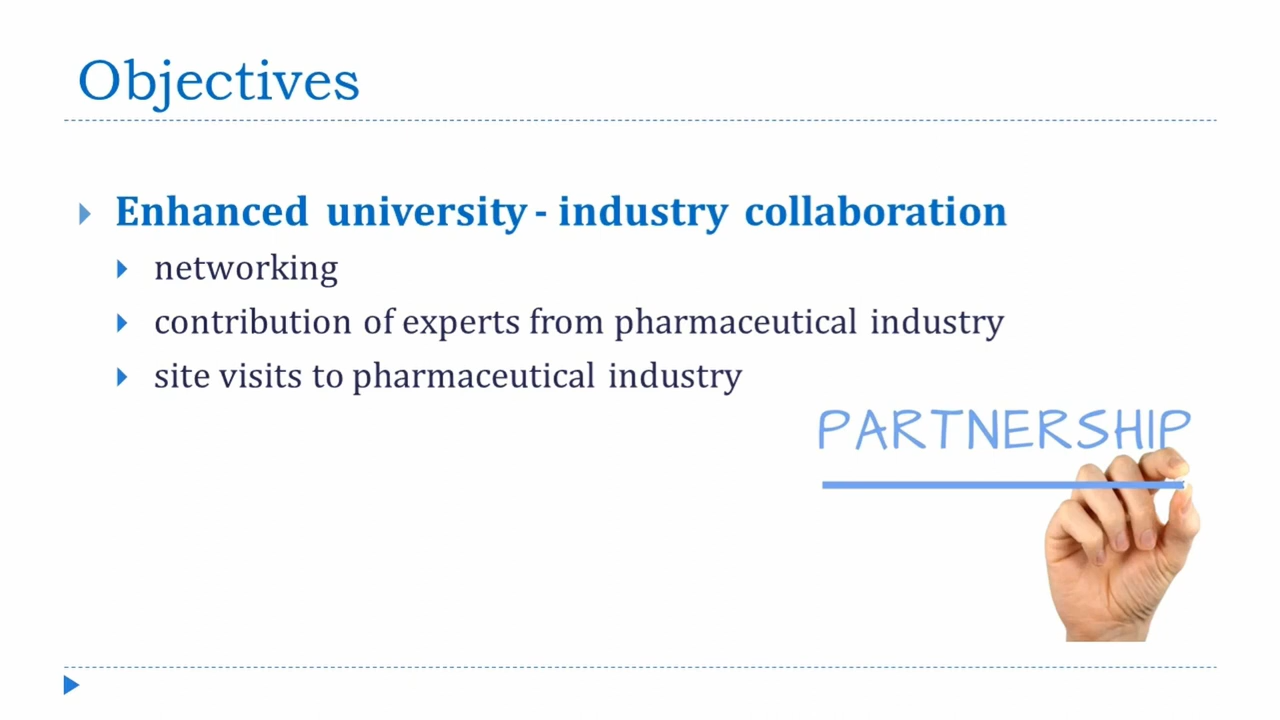 Objectives
Enhanced university - industry collaboration
networking
contribution of experts from pharmaceutical industry
site visits to pharmaceutical industry
PARTNERSHIP